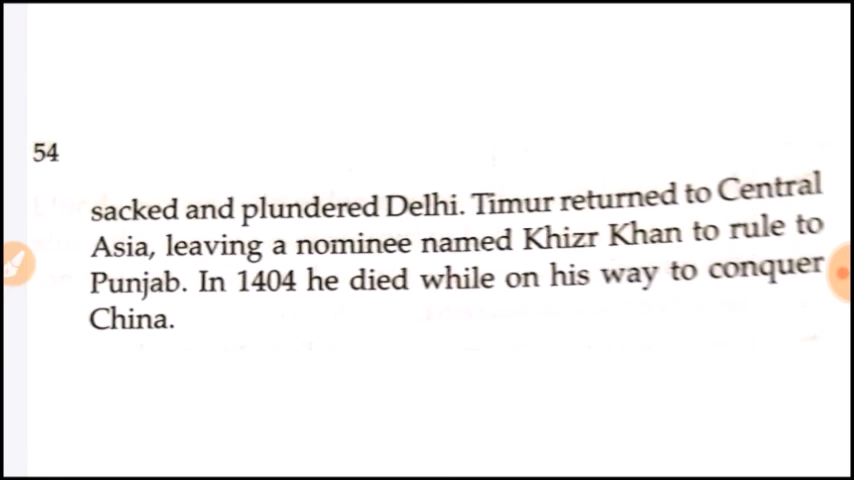 54
sacked and plundered Delhi. Timur returned to Central
Asia, leaving a nominee named Khizr Khan to rule to
Punjab. In 1404 he died while on his way to conquer
China.